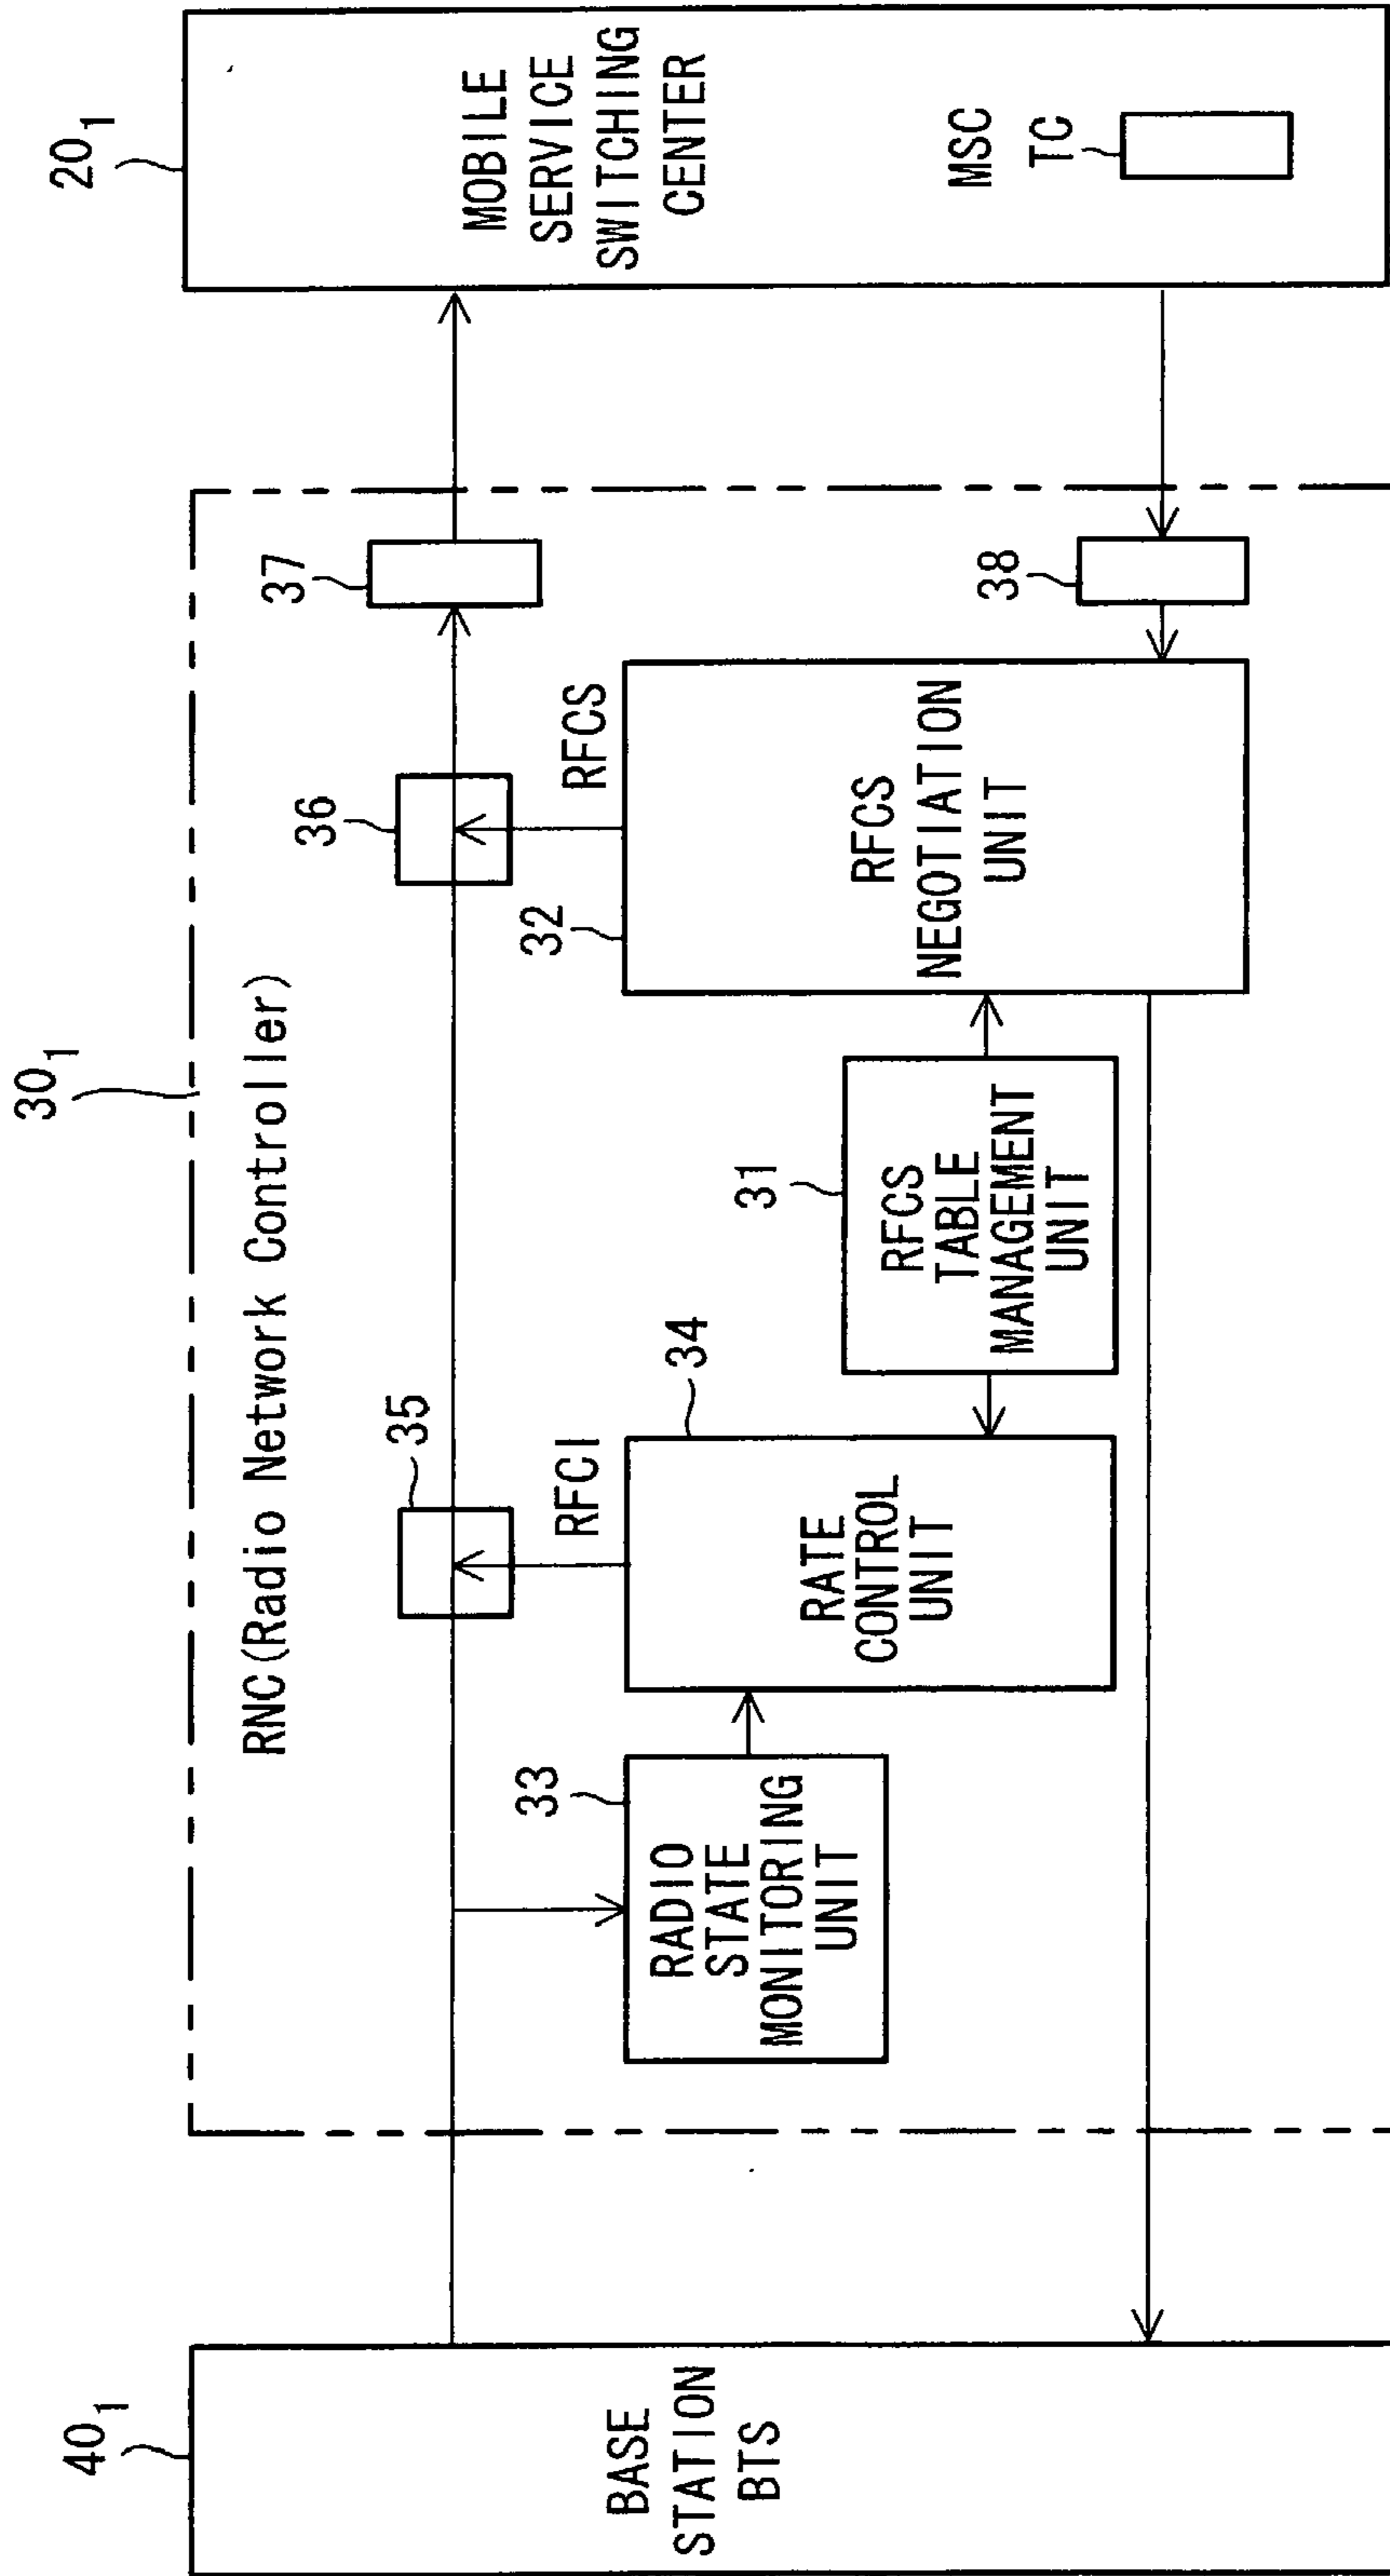 40₁
BASE
STATION
BTS
30₁
RNC(Radio Network Controller)
33
RADIO
STATE
MONITORING
UNIT
35
RFCI
34
RATE
CONTROL
UNIT
31
RFCS
TABLE
MANAGEMENT
UNIT
36
RFCS
32
RFCS
NEGOTIATION
UNIT
37
38
20₁
MOBILE
SERVICE
SWITCHING
CENTER
MSC
TC